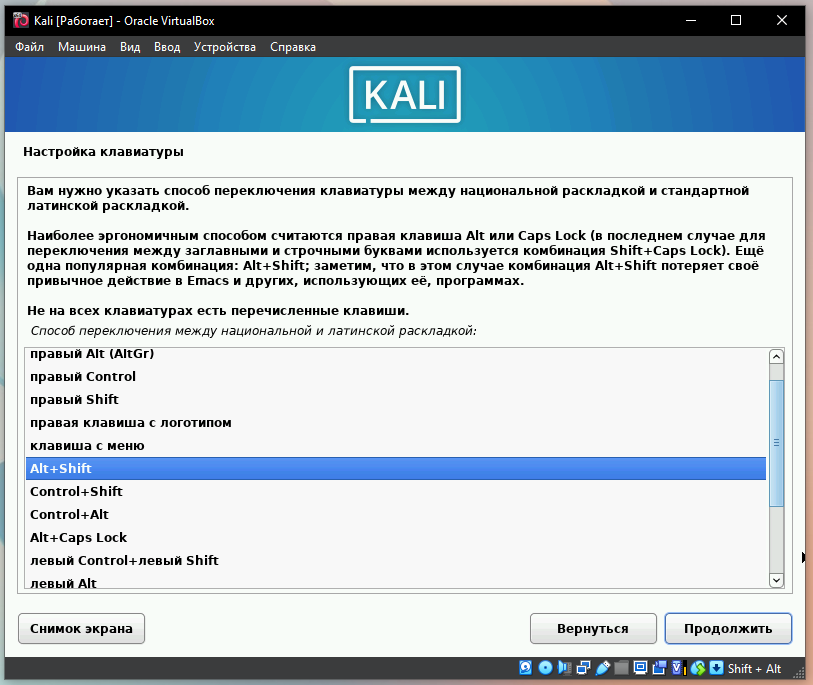 Kali [Работает] - Oracle VirtualBox
Файл Машина Вид Ввод Устройства Справка
KALI
Настройка клавиатуры
Вам нужно указать способ переключения клавиатуры между национальной раскладкой и стандартной
латинской раскладкой.
Наиболее эргономичным способом считаются правая клавиша Alt или Caps Lock (в последнем случае для
переключения между заглавными и строчными буквами используется комбинация Shift+Caps Lock). Ещё
одна популярная комбинация: Alt+Shift; заметим, что в этом случае комбинация Alt+Shift потеряет своё
привычное действие в Emacs и других, использующих её, программах.
Не на всех клавиатурах есть перечисленные клавиши.
Способ переключения между национальной и латинской раскладкой:
правый Alt (AltGr)
правый Control
правый Shift
правая клавиша с логотипом
клавиша с меню
Alt+Shift
Control+Shift
Control+Alt
Alt+Caps Lock
левый Control+левый Shift
левый Alt
Снимок экрана Вернуться Продолжить
Shift + Alt